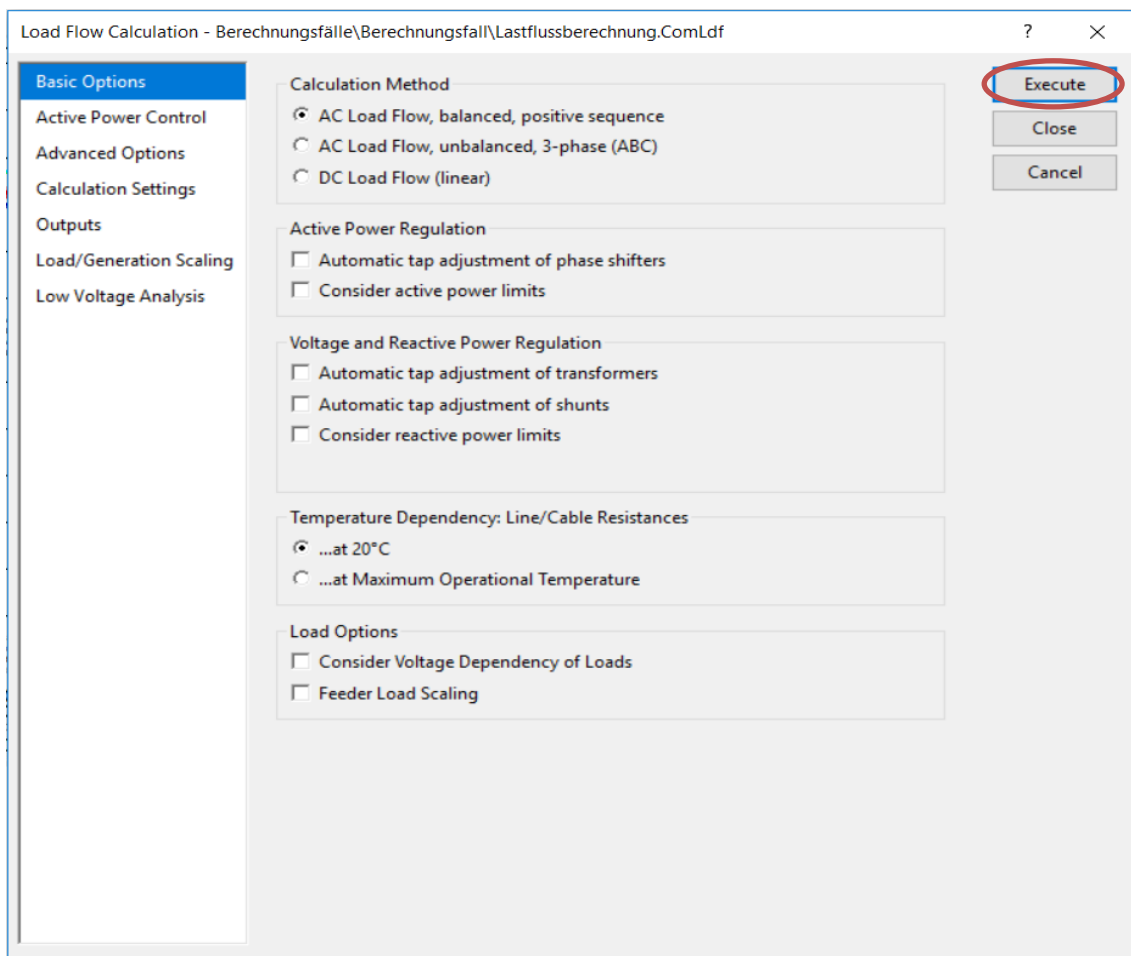 Load Flow Calculation - Berechnungsfälle\Berechnungsfall\Lastflussberechnung.ComLdf ?
Basic Options
Active Power Control
Advanced Options
Calculation Settings
Outputs
Load/Generation Scaling
Low Voltage Analysis
Calculation Method
AC Load Flow, balanced, positive sequence
AC Load Flow, unbalanced, 3-phase (ABC)
DC Load Flow (linear)
Active Power Regulation
Automatic tap adjustment of phase shifters
Consider active power limits
Voltage and Reactive Power Regulation
Automatic tap adjustment of transformers
Automatic tap adjustment of shunts
Consider reactive power limits
Temperature Dependency: Line/Cable Resistances
...at 20°C
...at Maximum Operational Temperature
Load Options
Consider Voltage Dependency of Loads
Feeder Load Scaling
Execute
Close
Cancel